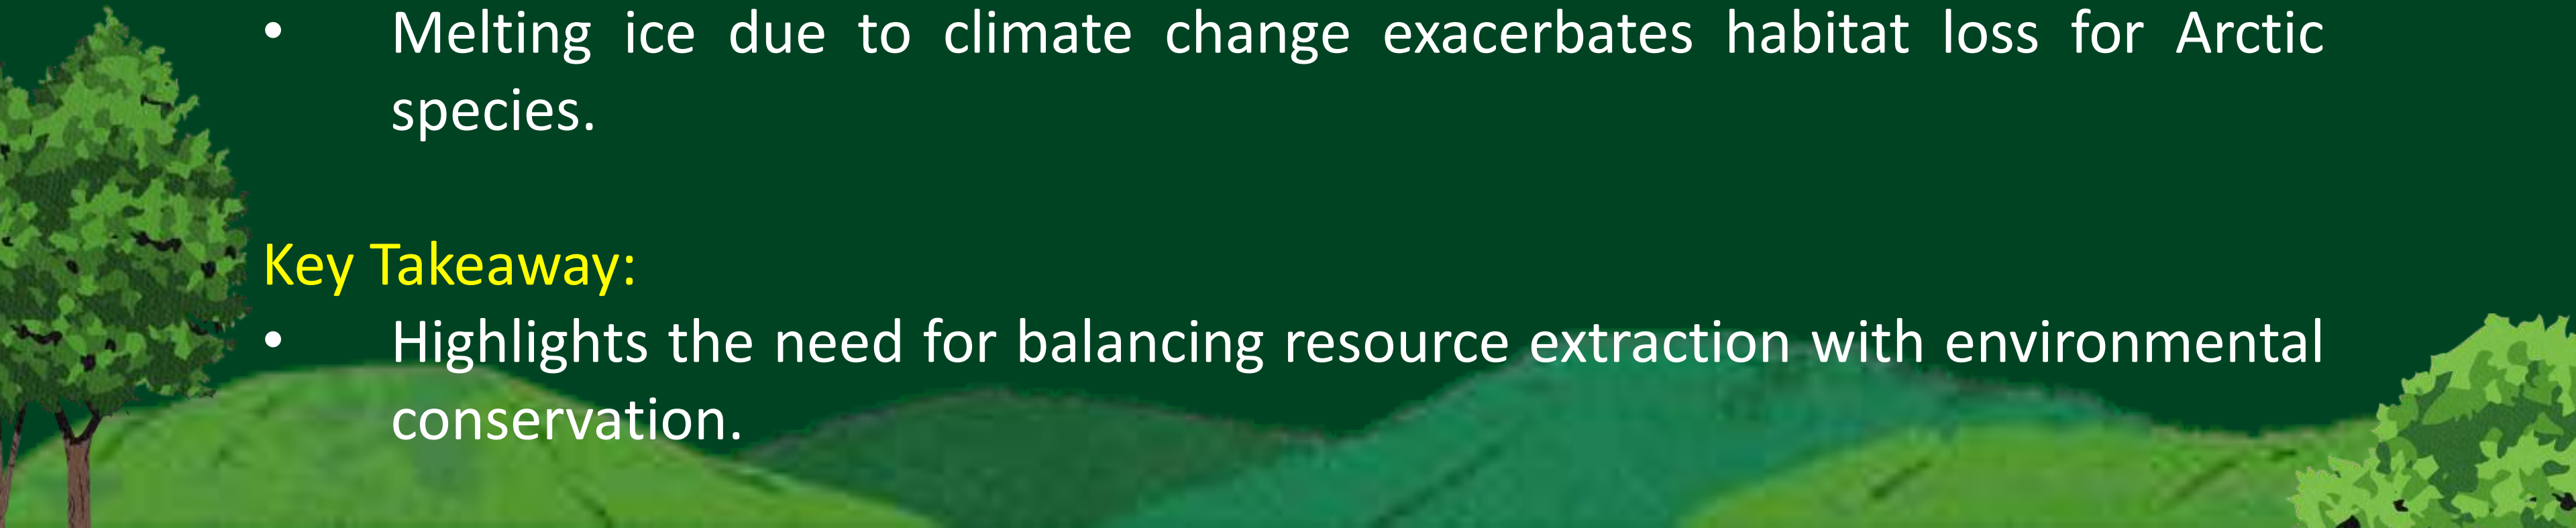 • Melting ice due to climate change exacerbates habitat loss for Arctic
species.
Key Takeaway:
• Highlights the need for balancing resource extraction with environmental
conservation.